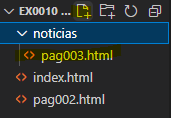 EX0010
noticias
<> pag003.html
<> index.html
<> pag002.html